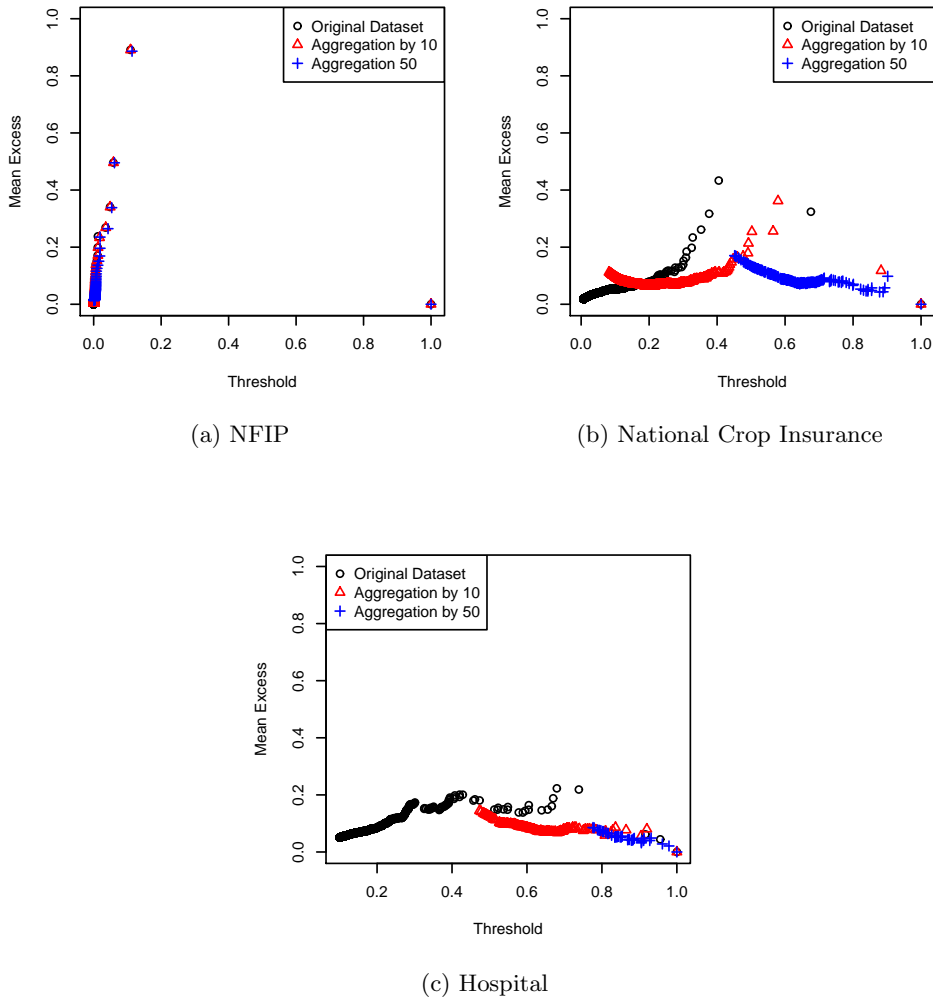 1.0
0.8
0.6
0.4
0.2
0.0
Mean Excess
Original Dataset
Aggregation by 10
Aggregation 50
0.0 0.2 0.4 0.6 0.8 1.0
Threshold
(a) NFIP
1.0
0.8
0.6
0.4
0.2
0.0
Mean Excess
Original Dataset
Aggregation by 10
Aggregation 50
0.0 0.2 0.4 0.6 0.8 1.0
Threshold
(b) National Crop Insurance
1.0
0.8
0.6
0.4
0.2
0.0
Mean Excess
Original Dataset
Aggregation by 10
Aggregation by 50
0.2 0.4 0.6 0.8 1.0
Threshold
(c) Hospital